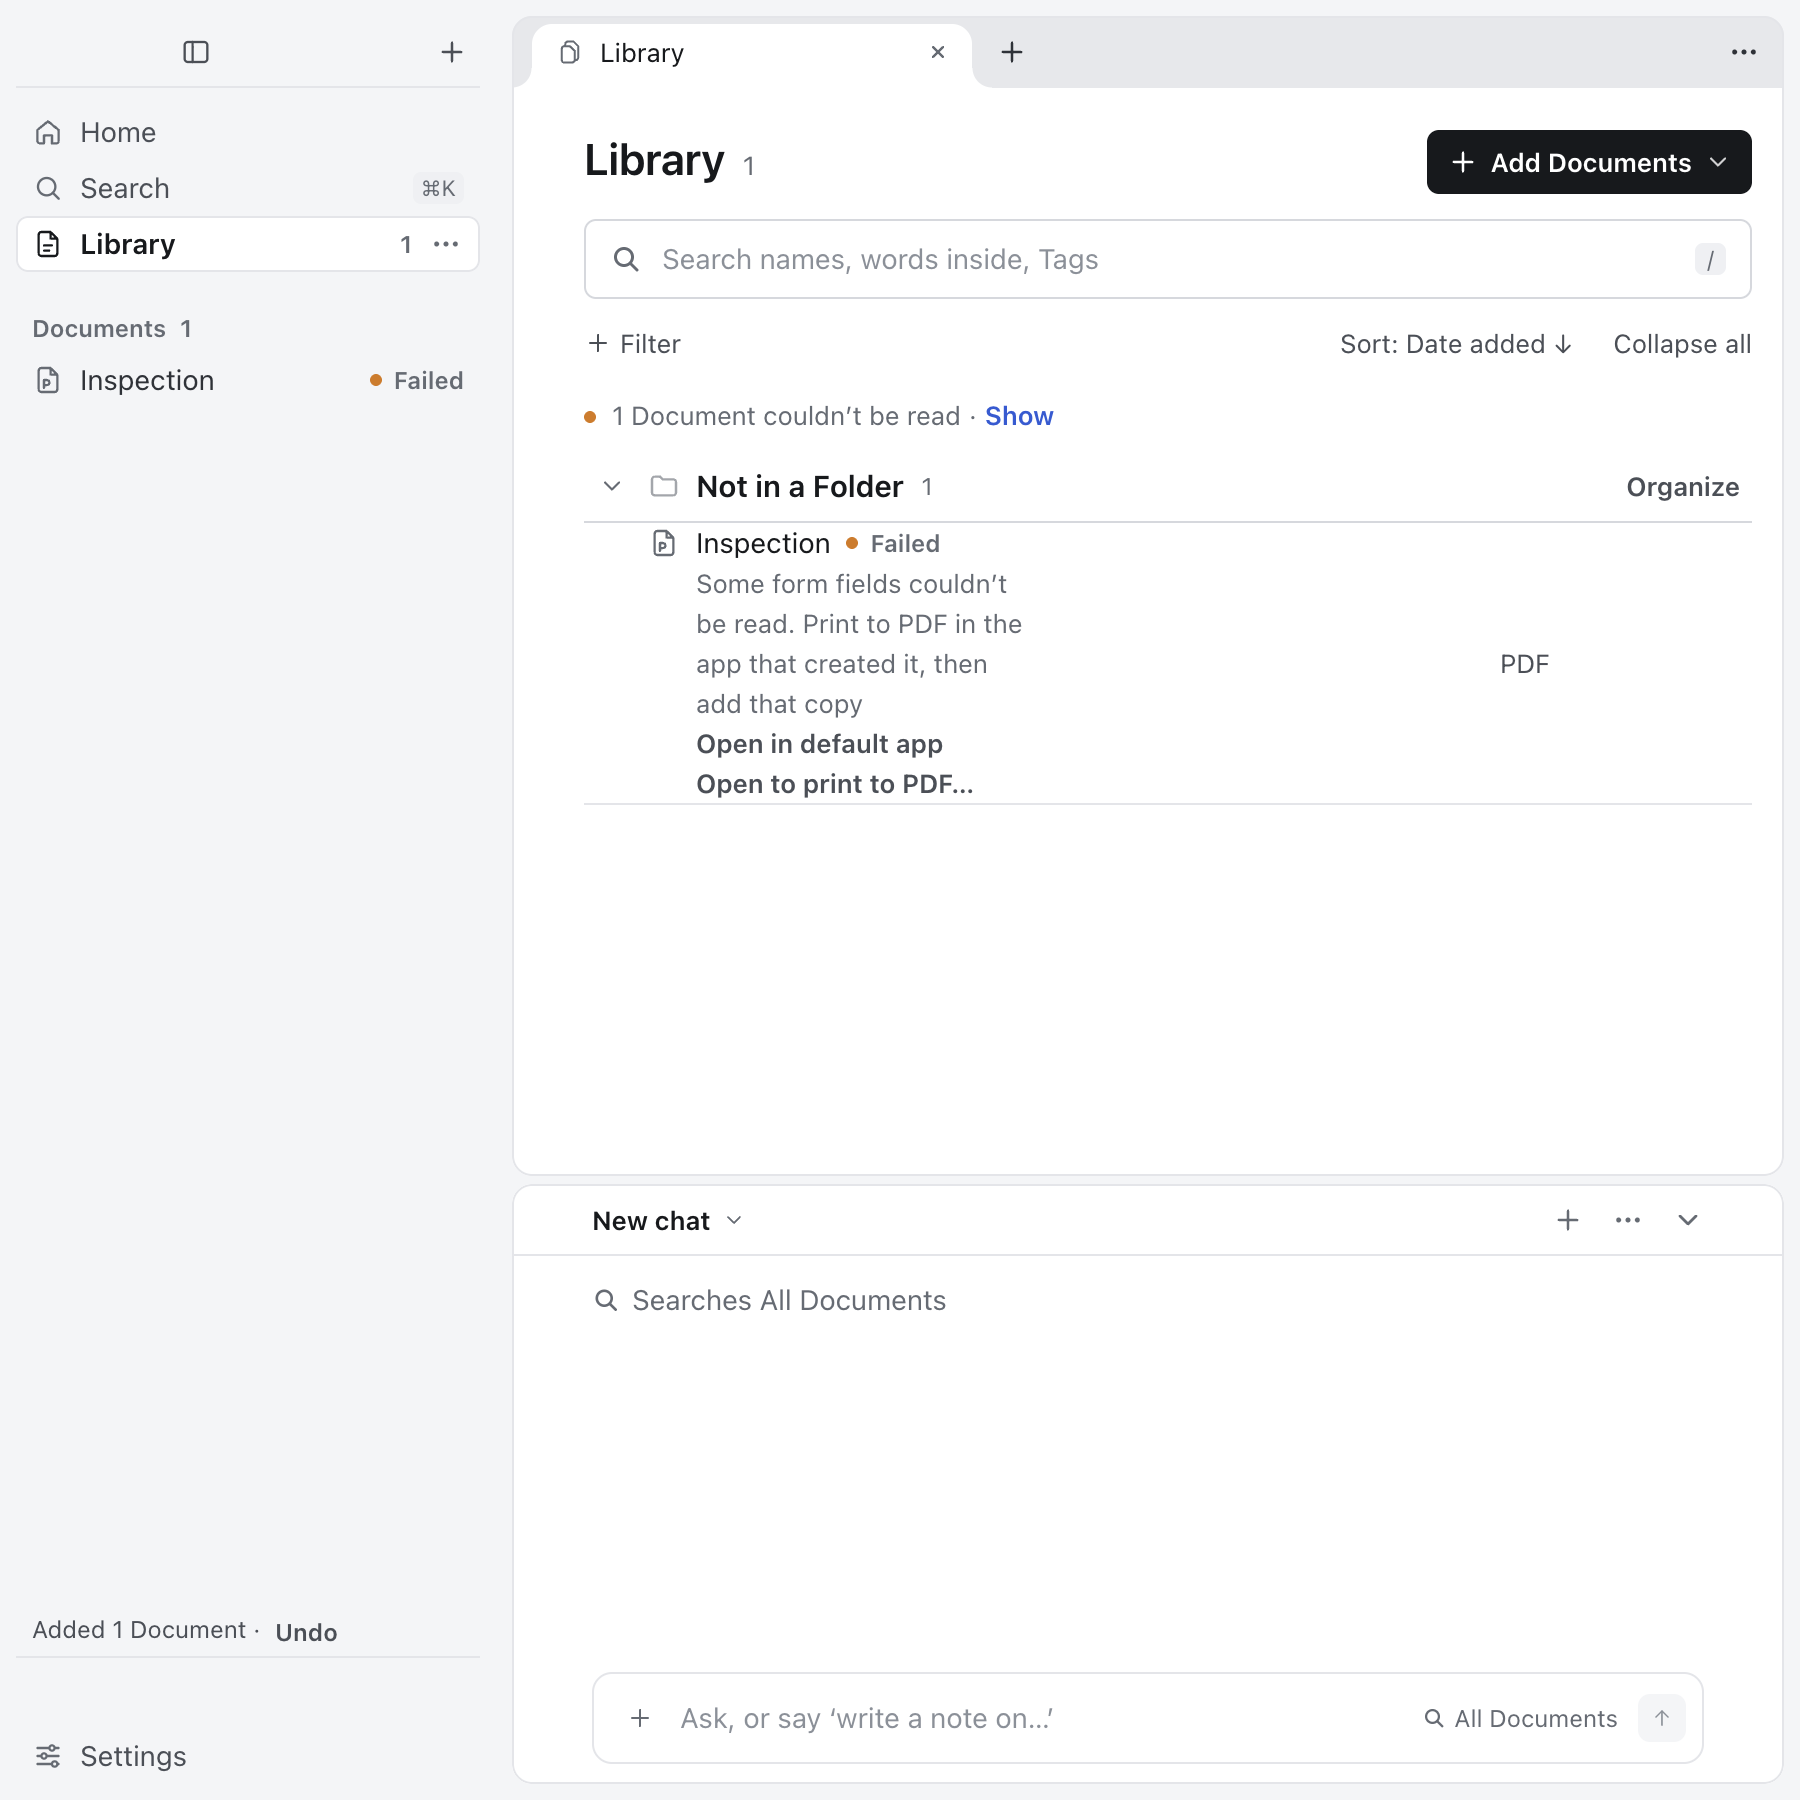 Home
Search ⌘K
Library 1
Documents 1
Inspection Failed
Added 1 Document · Undo
Settings
Library
Library 1
Add Documents
Search names, words inside, Tags /
Filter
Sort: Date added ↓ Collapse all
1 Document couldn’t be read · Show
Not in a Folder 1 Organize
Inspection Failed
Some form fields couldn’t
be read. Print to PDF in the
app that created it, then
add that copy
PDF
Open in default app
Open to print to PDF...
New chat
Searches All Documents
Ask, or say ‘write a note on...’ All Documents